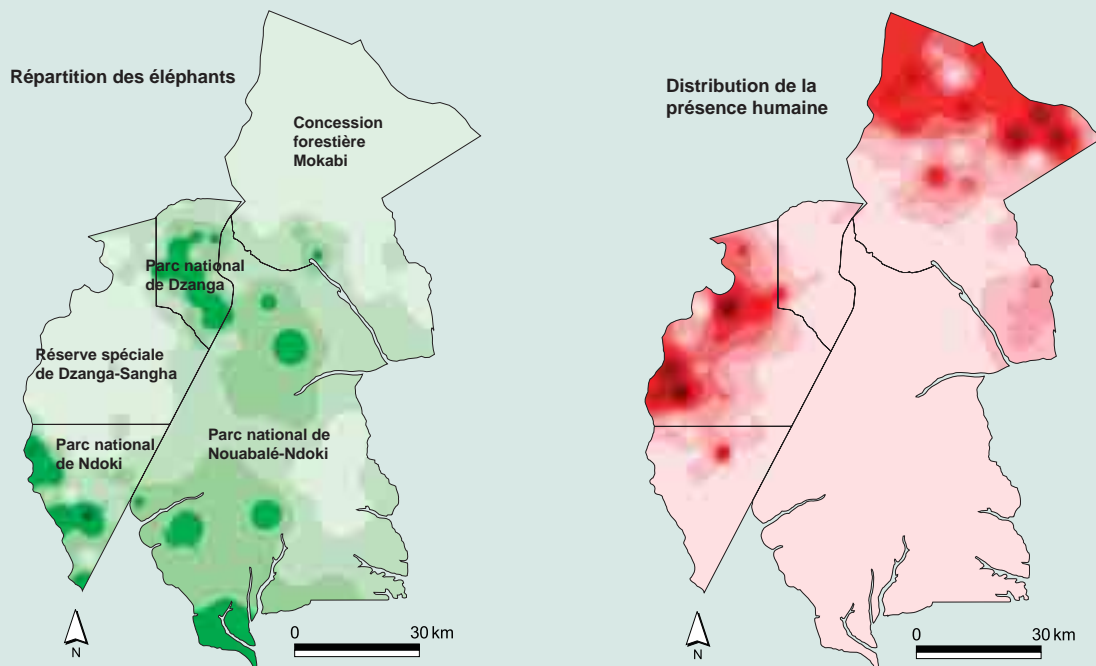 Répartition des éléphants
Concession
forestière
Mokabi
Parc national
de Dzanga
Réserve spéciale
de Dzanga-Sangha
Parc national
de Ndoki
Parc national de
Nouabalé-Ndoki
N
0 30 km
Distribution de la
présence humaine
N
0 30 km